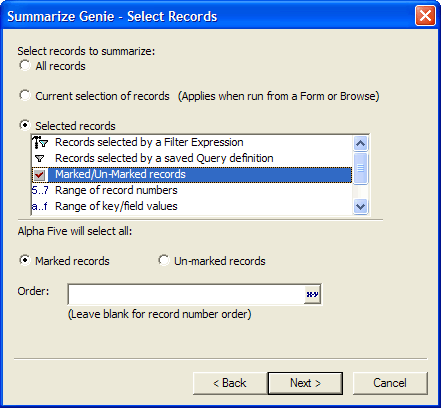 Summarize Genie - Select Records
Select records to summarize:
All records
Current selection of records (Applies when run from a Form or Browse)
Selected records
Records selected by a Filter Expression
Records selected by a saved Query definition
Marked/Un-Marked records
5..7 Range of record numbers
a..f Range of key/field values
Alpha Five will select all:
Marked records Un-marked records
Order: x-y
(Leave blank for record number order)
< Back Next > Cancel